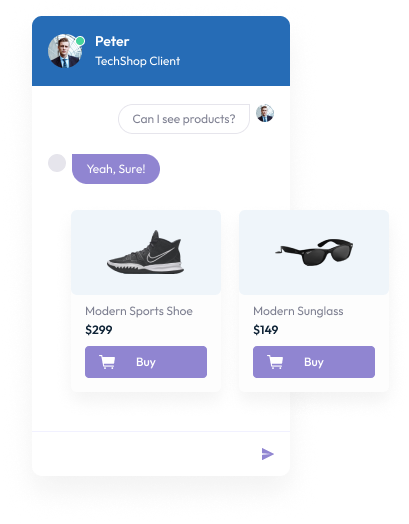 Peter
TechShop Client
Can I see products?
Yeah, Sure!
Modern Sports Shoe
$299
Buy
Modern Sunglass
$149
Buy